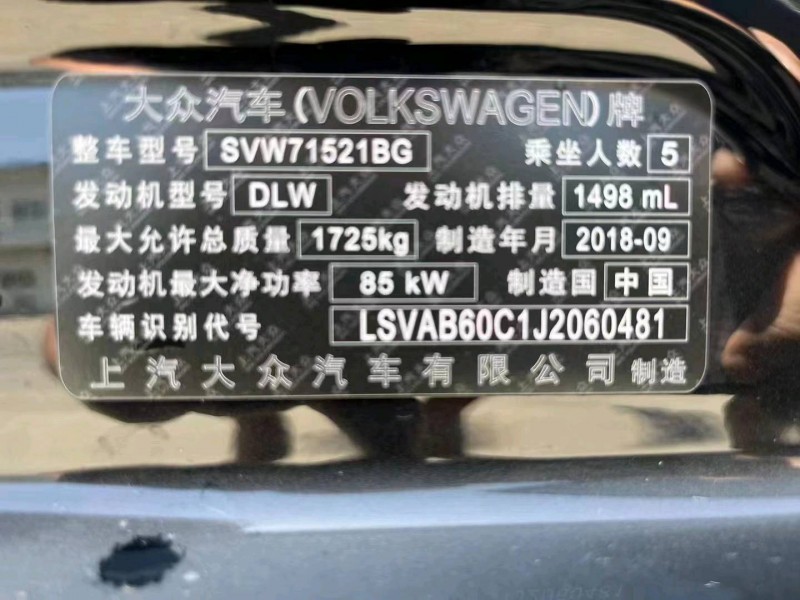 大众汽车(VOLKSWAGEN)牌
整车型号 SVW71521BG 乘坐人数 5
发动机型号 DLW 发动机排量 1498 mL
最大允许总质量 1725kg 制造年月 2018-09
发动机最大净功率 85 kW 制造国 中国
车辆识别代号 LSVAB60C1J2060481
上汽大众汽车有限公司 制造